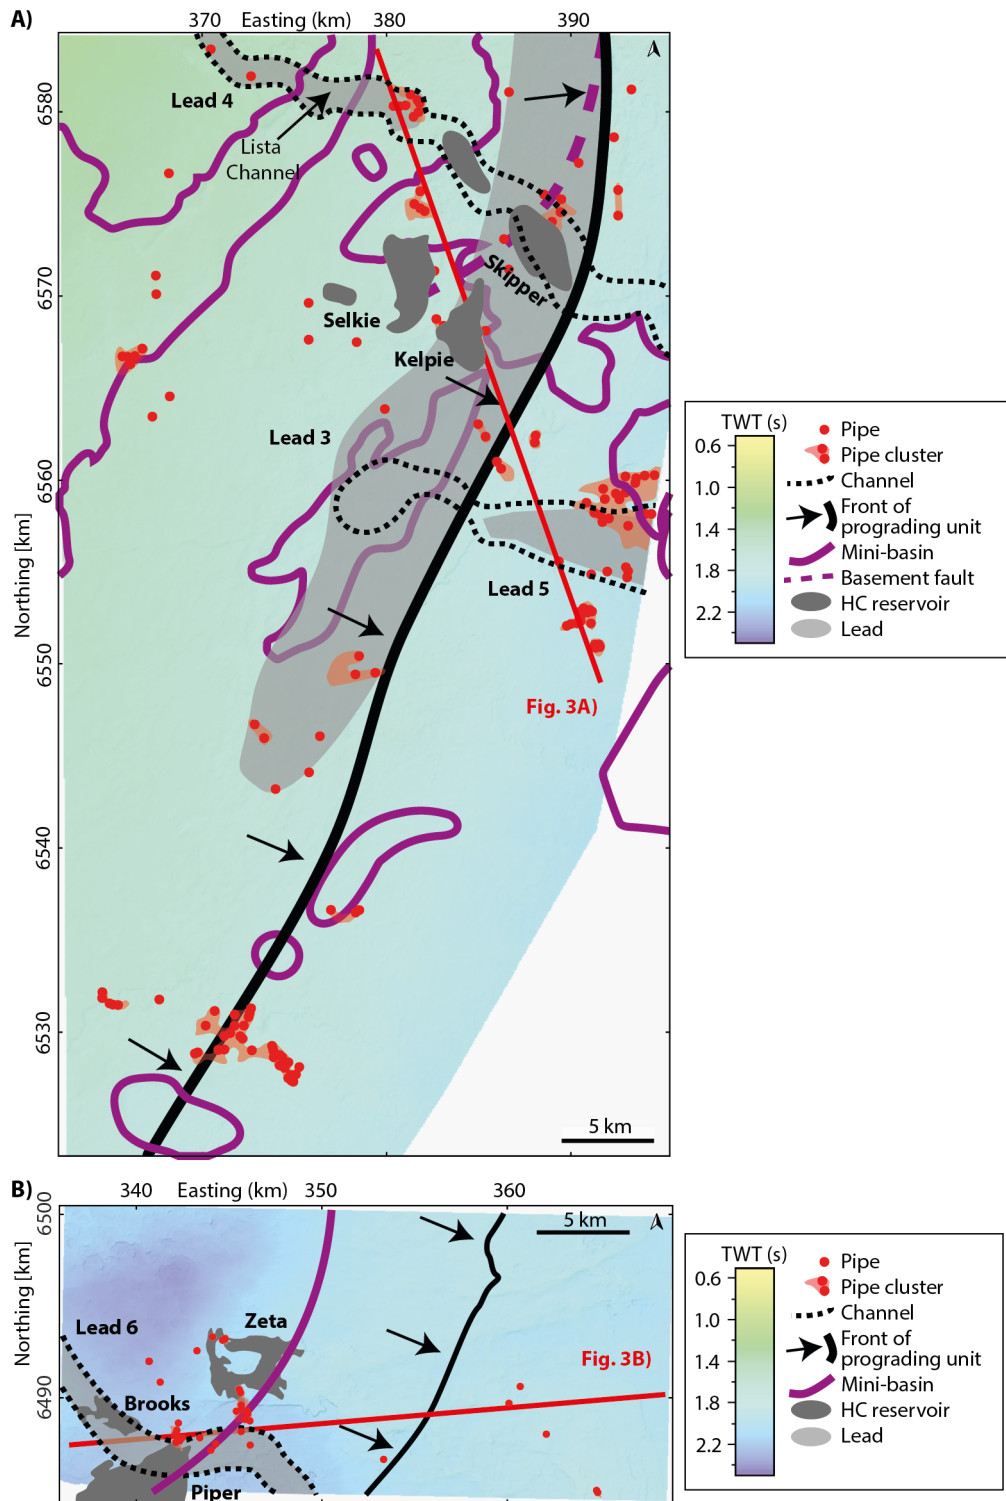 A)
370 Easting (km) 380 390
6580
6570
6560
6550
6540
6530
Northing [km]
Lead 4
Lista
Channel
Skipper
Selkie
Kelpie
Lead 3
Lead 5
Fig. 3A)
5 km
TWT (s)
0.6
1.0
1.4
1.8
2.2
Pipe
Pipe cluster
Channel
Front of
prograding unit
Mini-basin
Basement fault
HC reservoir
Lead
B)
340 Easting (km) 350 360
6500
6490
Northing [km]
5 km
Lead 6
Zeta
Fig. 3B)
Brooks
Piper
TWT (s)
0.6
1.0
1.4
1.8
2.2
Pipe
Pipe cluster
Channel
Front of
prograding unit
Mini-basin
HC reservoir
Lead